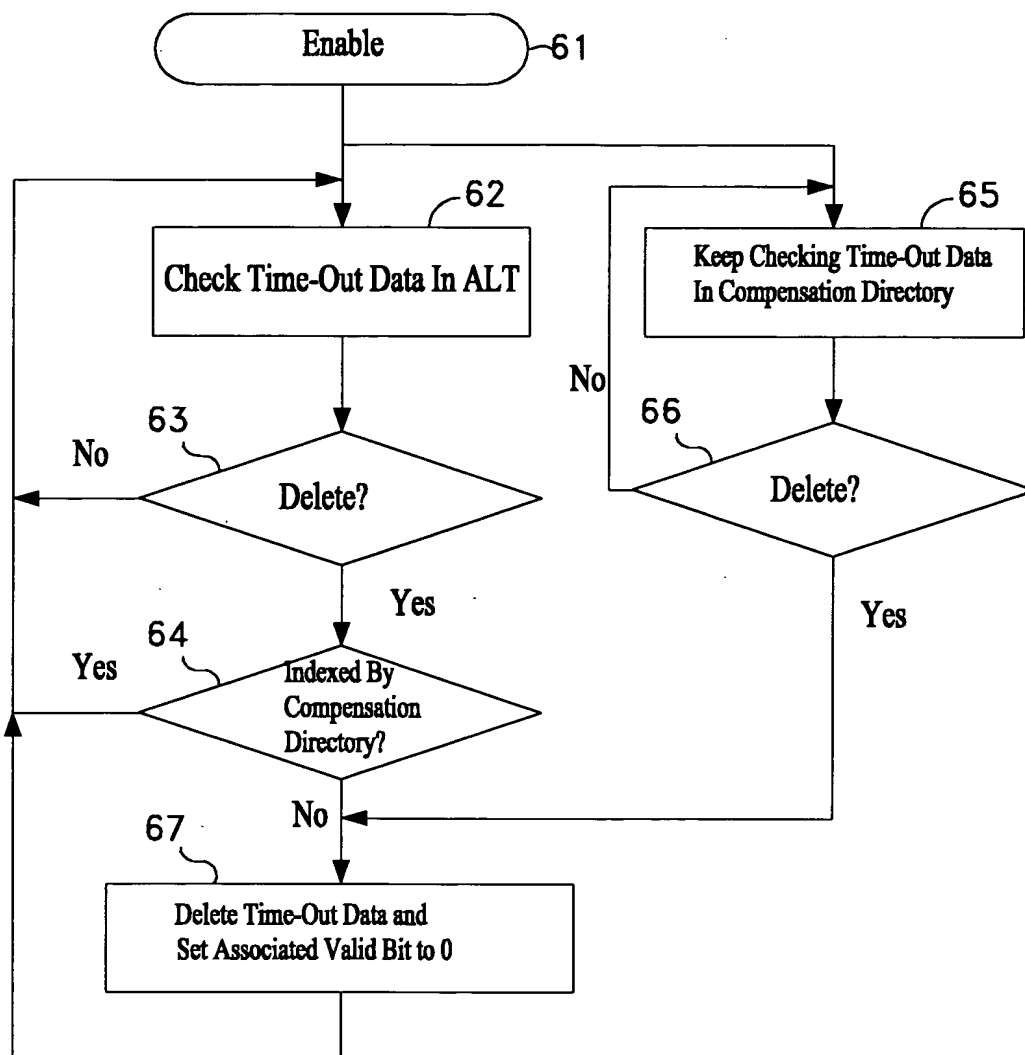 Enable
61
62
Check Time-Out Data In ALT
65
Keep Checking Time-Out Data
In Compensation Directory
No
63
No
Delete?
Yes
66
Delete?
Yes
64
Yes
Indexed By
Compensation
Directory?
No
67
Delete Time-Out Data and
Set Associated Valid Bit to 0